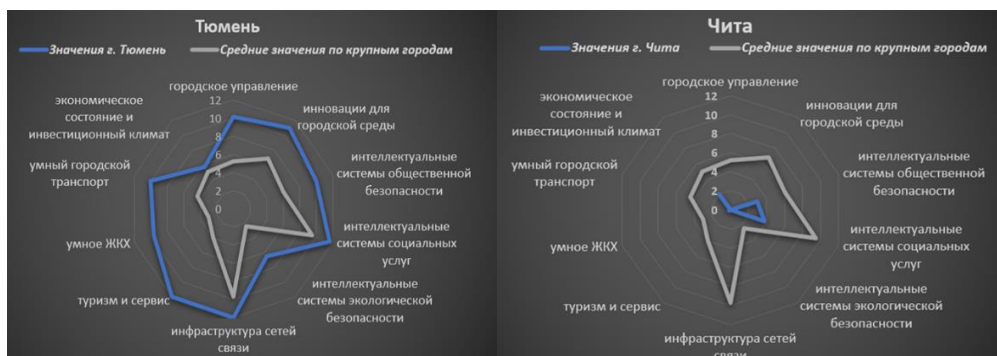 Тюмень
Значения г. Тюмень
Средние значения по крупным городам
городское управление
12
10
8
6
4
2
0
инновации для
городской среды
интеллектуальные
системы общественной
безопасности
интеллектуальные
системы социальных
услуг
интеллектуальные
системы экологической
безопасности
инфраструктура сетей
связи
туризм и сервис
умное ЖКХ
умный городской
транспорт
экономическое
состояние и
инвестиционный климат
Чита
Значения г. Чита
Средние значения по крупным городам
городское управление
12
10
8
6
4
2
0
инновации для
городской среды
интеллектуальные
системы общественной
безопасности
интеллектуальные
системы социальных
услуг
интеллектуальные
системы экологической
безопасности
инфраструктура сетей
связи
туризм и сервис
умное ЖКХ
умный городской
транспорт
экономическое
состояние и
инвестиционный климат